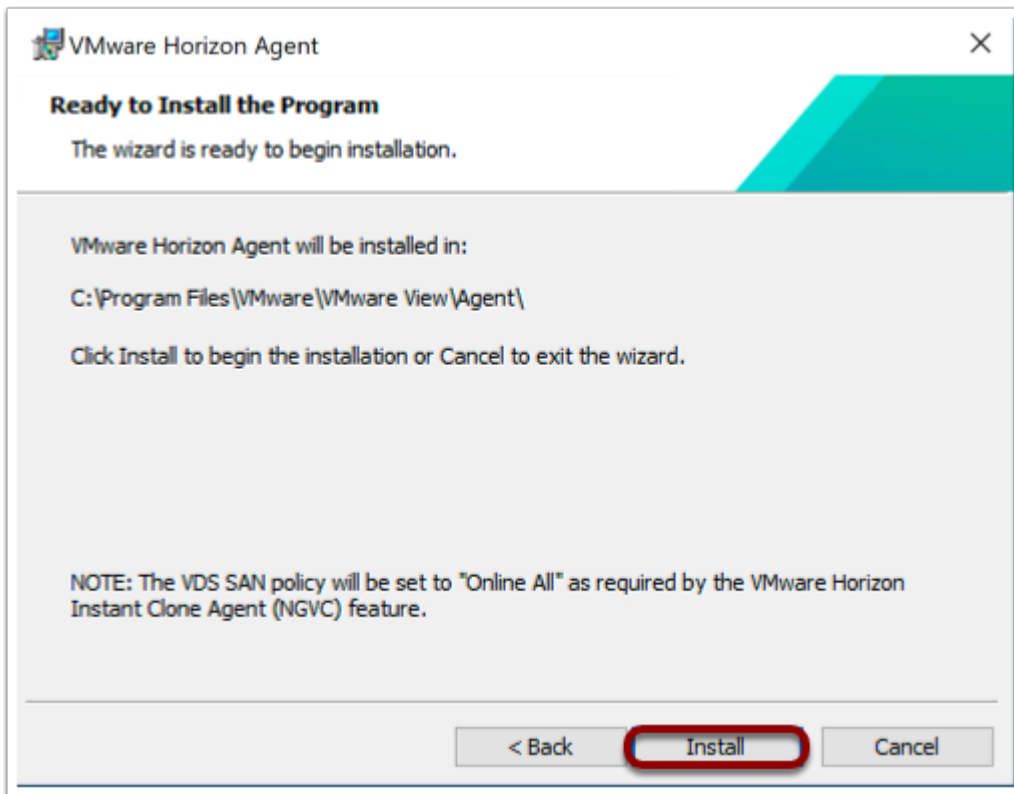 VMware Horizon Agent
Ready to Install the Program
The wizard is ready to begin installation.
VMware Horizon Agent will be installed in:
C:\Program Files\VMware\VMware View\Agent\
Click Install to begin the installation or Cancel to exit the wizard.
NOTE: The VDS SAN policy will be set to "Online All" as required by the VMware Horizon
Instant Clone Agent (NGVC) feature.
< Back
Install
Cancel